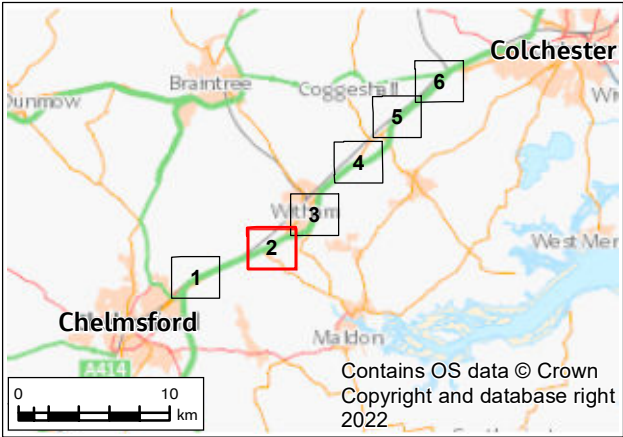 Colchester
6
Braintree
Coggeshall
Dunmow
5
4
Witham
3
West Mer
2
1
Chelmsford
Maldon
A414
Contains OS data © Crown
Copyright and database right
2022
0 10
km